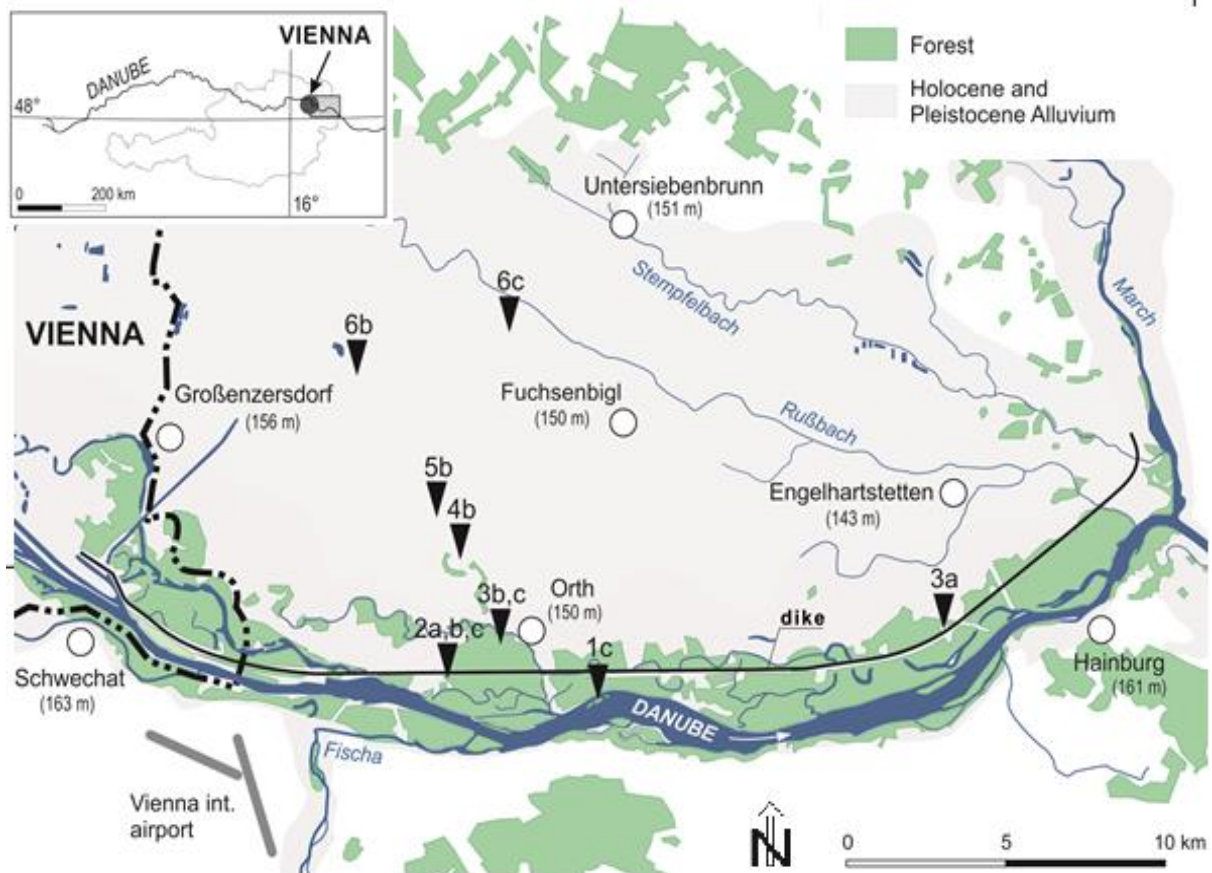 VIENNA
DANUBE
48°
0 200 km
16°
Forest
Holocene and
Pleistocene Alluvium
Untersiebenbrunn
(151 m)
Stempfelbach
March
6c
6b
VIENNA
Großenzersdorf
(156 m)
Fuchsenbigl
(150 m)
Rußbach
5b
4b
Engelhartstetten
(143 m)
3b,c
Orth
(150 m)
3a
2a,b,c
1c
dike
Schwechat
(163 m)
Hainburg
(161 m)
DANUBE
Fischa
Vienna int.
airport
N
0 5 10 km